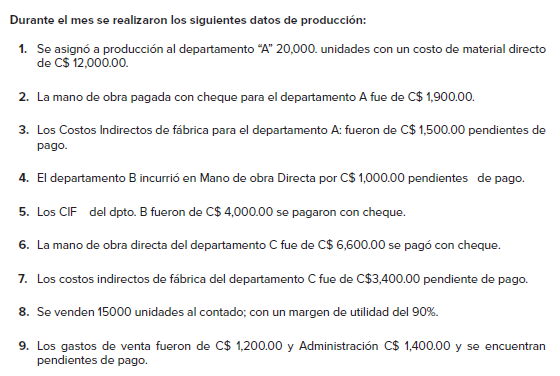 Durante el mes se realizaron los siguientes datos de producción:
1. Se asignó a producción al departamento “A” 20,000. unidades con un costo de material directo
de C$ 12,000.00.
2. La mano de obra pagada con cheque para el departamento A fue de C$ 1,900.00.
3. Los Costos Indirectos de fábrica para el departamento A: fueron de C$ 1,500.00 pendientes de
pago.
4. El departamento B incurrió en Mano de obra Directa por C$ 1,000.00 pendientes de pago.
5. Los CIF del dpto. B fueron de C$ 4,000.00 se pagaron con cheque.
6. La mano de obra directa del departamento C fue de C$ 6,600.00 se pagó con cheque.
7. Los costos indirectos de fábrica del departamento C fue de C$3,400.00 pendiente de pago.
8. Se venden 15000 unidades al contado; con un margen de utilidad del 90%.
9. Los gastos de venta fueron de C$ 1,200.00 y Administración C$ 1,400.00 y se encuentran
pendientes de pago.